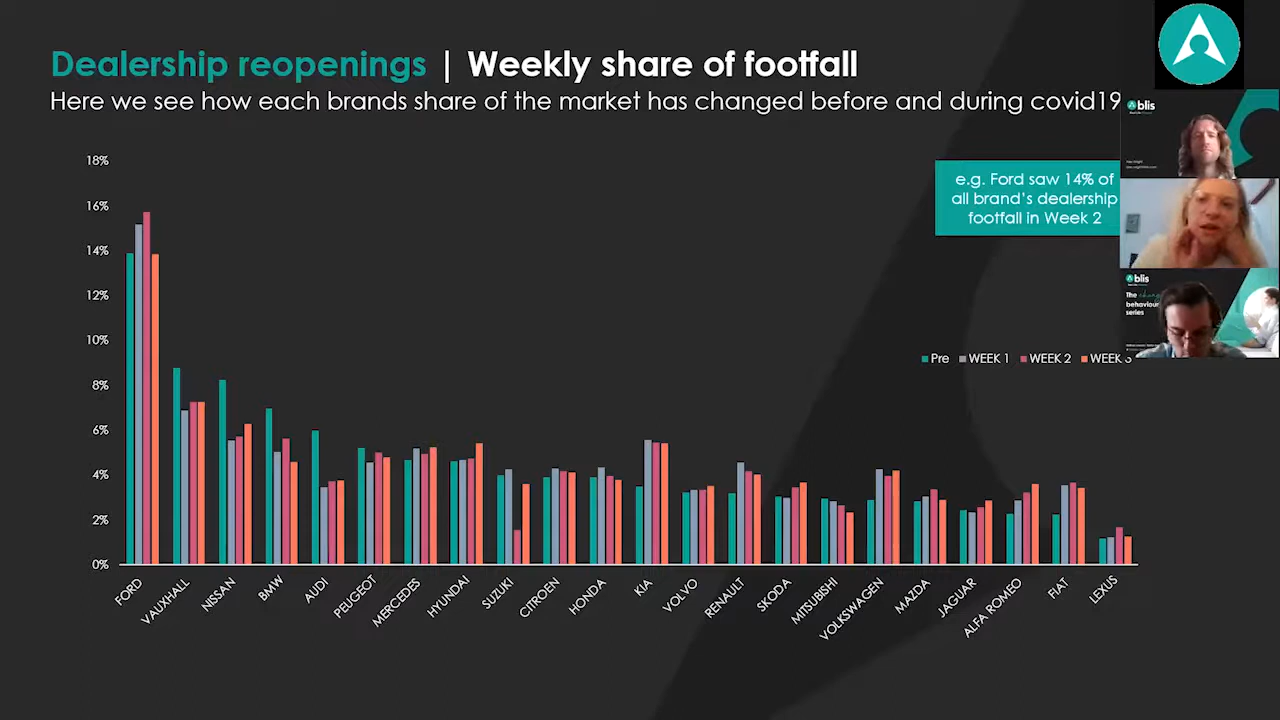 Dealership reopenings | Weekly share of footfall
Here we see how each brands share of the market has changed before and during covid19
blis
18%
16%
14%
12%
10%
8%
6%
4%
2%
0%
e.g. Ford saw 14% of
all brand's dealership
footfall in Week 2
blis
The
behaviour
series
Pre WEEK 1 WEEK 2 WEEK 3
FORD
VAUXHALL
NISSAN
BMW
AUDI
PEUGEOT
MERCEDES
HYUNDAI
SUZUKI
CITROEN
HONDA
KIA
VOLVO
RENAULT
SKODA
MITSUBISHI
VOLKSWAGEN
MAZDA
JAGUAR
ALFA ROMEO
FIAT
LEXUS